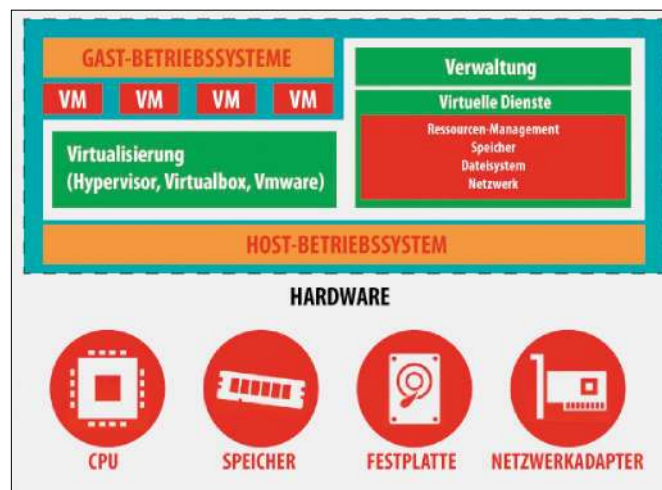 GAST-BETRIEBSSYSTEME
VM VM VM VM
Virtualisierung
(Hypervisor, Virtualbox, Vmware)
Verwaltung
Virtuelle Dienste
Ressourcen-Management
Speicher
Dateisystem
Netzwerk
HOST-BETRIEBSSYSTEM
HARDWARE
CPU
SPEICHER
FESTPLATTE
NETZWERKADAPTER